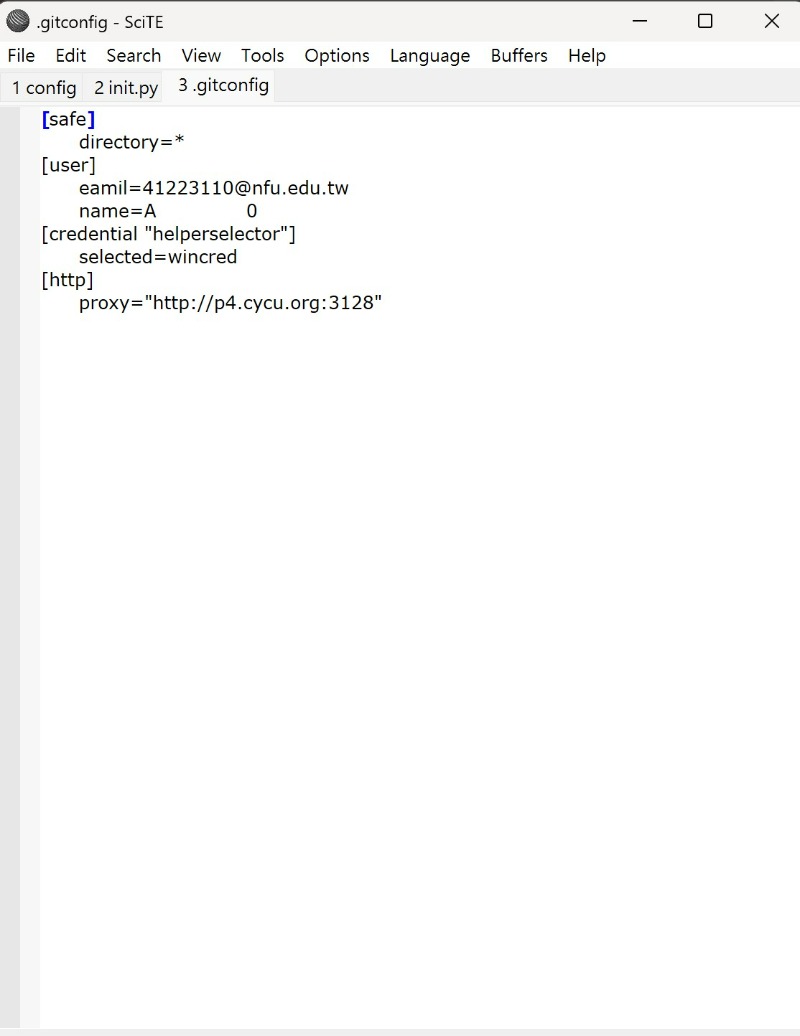 .gitconfig - SciTE
File Edit Search View Tools Options Language Buffers Help
1 config 2 init.py 3 .gitconfig
[safe]
directory=*
[user]
eamil=41223110@nfu.edu.tw
name=A 0
[credential "helperselector"]
selected=wincred
[http]
proxy="http://p4.cycu.org:3128"